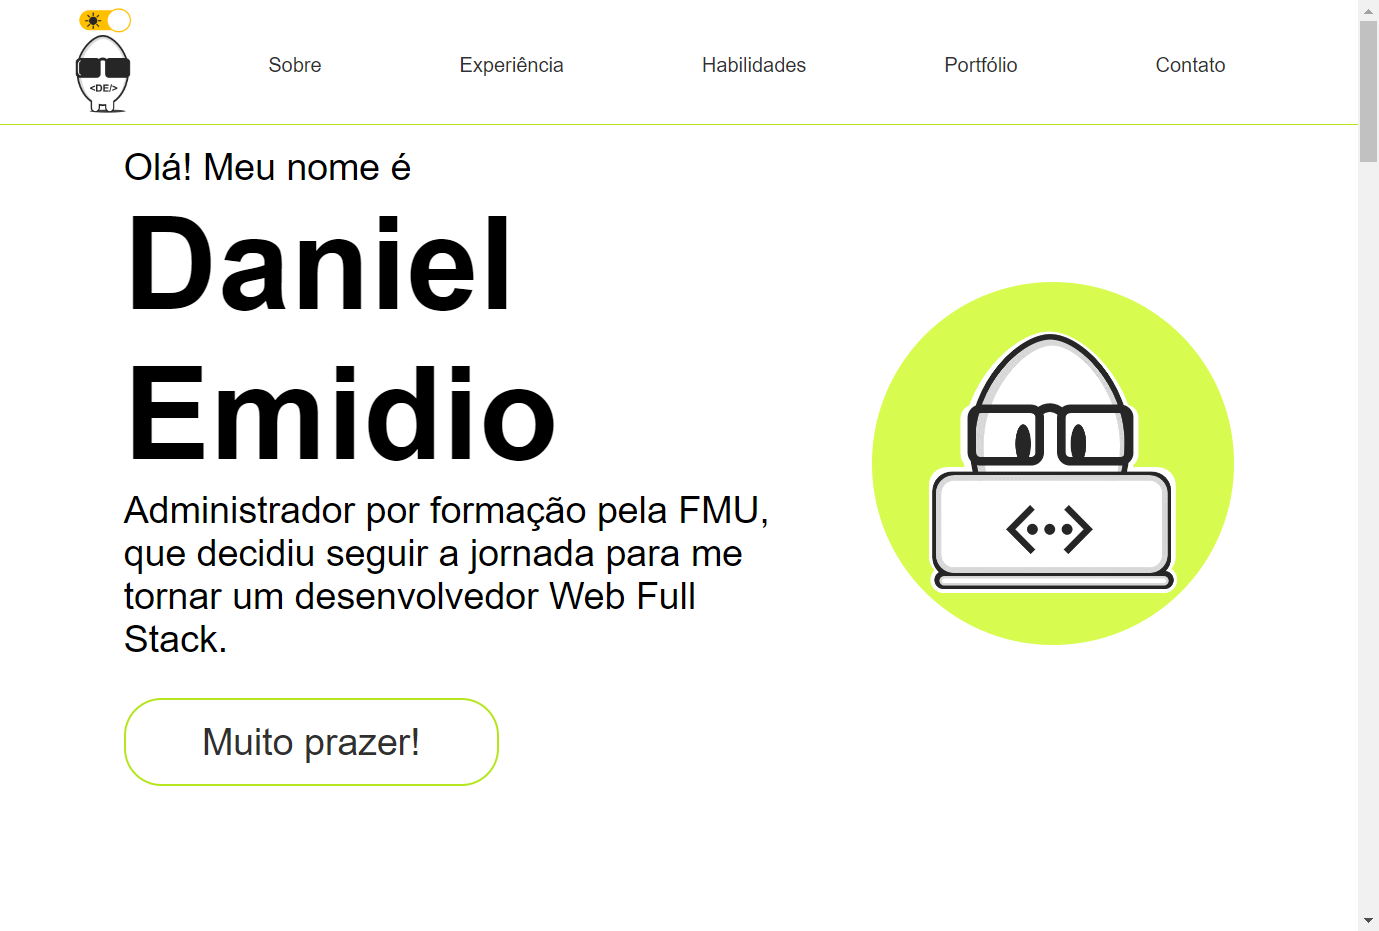 <DE/>
Sobre
Experiência
Habilidades
Portfólio
Contato
Olá! Meu nome é
Daniel
Emidio
Administrador por formação pela FMU,
que decidiu seguir a jornada para me
tornar um desenvolvedor Web Full
Stack.
Muito prazer!